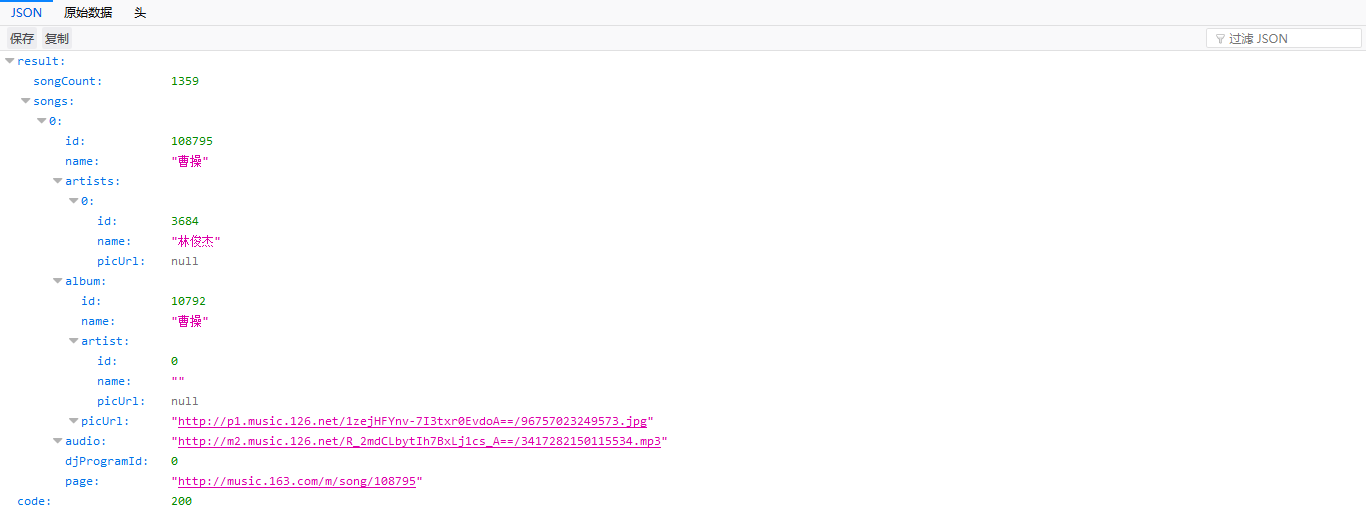 JSON 原始数据 头
保存 复制 过滤 JSON
result:
songCount: 1359
songs:
0:
id: 108795
name: "曹操"
artists:
0:
id: 3684
name: "林俊杰"
picUrl: null
album:
id: 10792
name: "曹操"
artist:
id: 0
name: ""
picUrl: null
picUrl: "http://p1.music.126.net/1zejHFYnv-7I3txr0EvdoA==/96757023249573.jpg"
audio: "http://m2.music.126.net/R_2mdCLbytIh7BxLj1cs_A==/3417282150115534.mp3"
djProgramId: 0
page: "http://music.163.com/m/song/108795"
code: 200